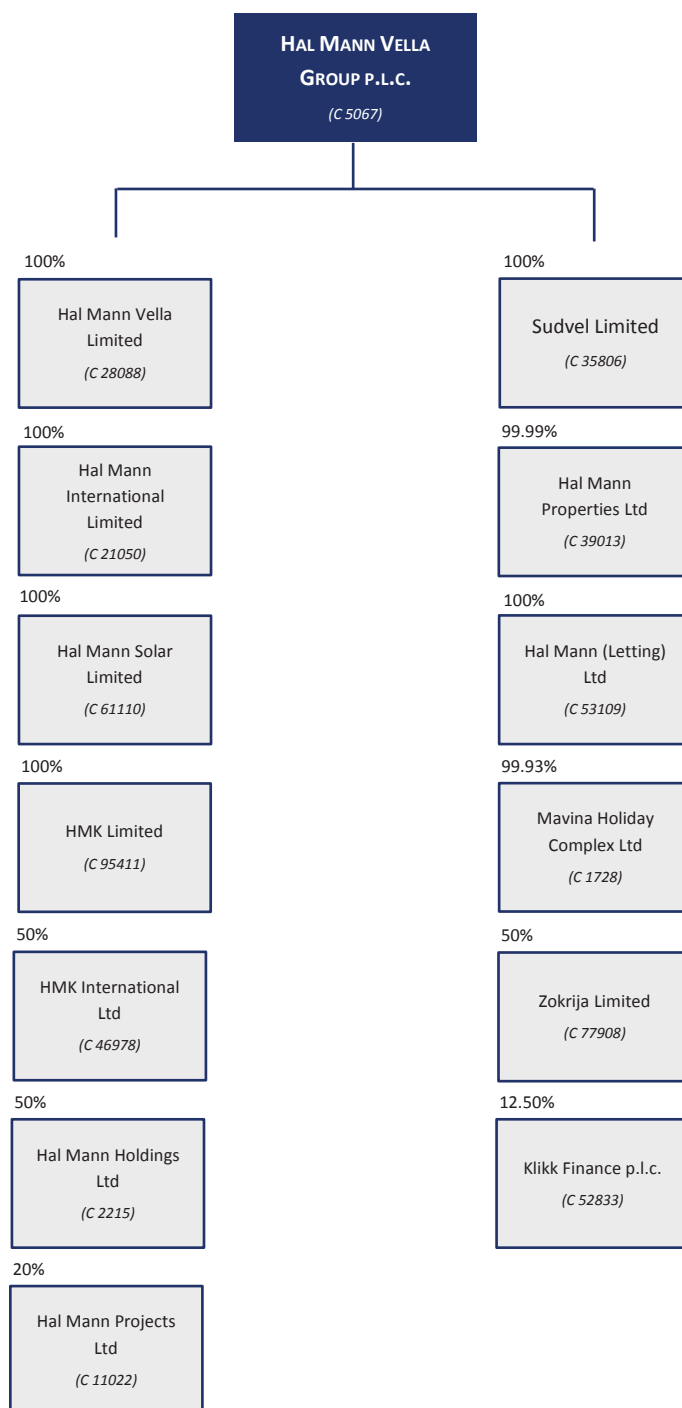 HAL MANN VELLA
GROUP P.L.C.
(C 5067)
100%
Hal Mann Vella
Limited
(C 28088)
100%
Hal Mann
International
Limited
(C 21050)
100%
Hal Mann Solar
Limited
(C 61110)
100%
HMK Limited
(C 95411)
50%
HMK International
Ltd
(C 46978)
50%
Hal Mann Holdings
Ltd
(C 2215)
20%
Hal Mann Projects
Ltd
(C 11022)
100%
Sudvel Limited
(C 35806)
99.99%
Hal Mann
Properties Ltd
(C 39013)
100%
Hal Mann (Letting)
Ltd
(C 53109)
99.93%
Mavina Holiday
Complex Ltd
(C 1728)
50%
Zokrija Limited
(C 77908)
12.50%
Klikk Finance p.l.c.
(C 52833)